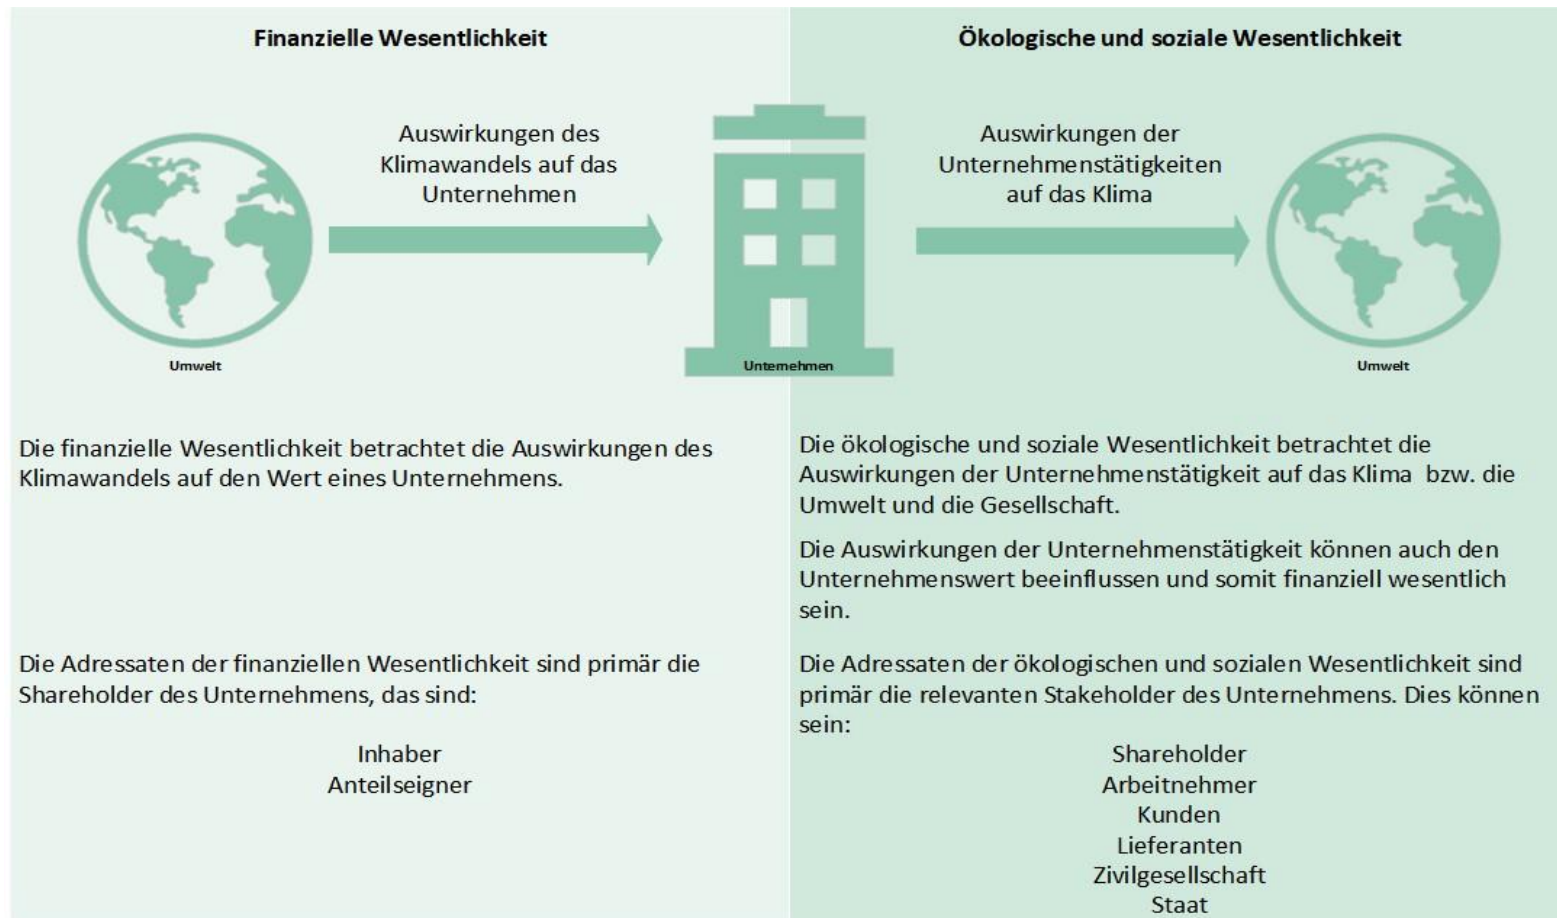 Finanzielle Wesentlichkeit
Auswirkungen des
Klimawandels auf das
Unternehmen
Umwelt
Unternehmen
Die finanzielle Wesentlichkeit betrachtet die Auswirkungen des
Klimawandels auf den Wert eines Unternehmens.
Die Adressaten der finanziellen Wesentlichkeit sind primär die
Shareholder des Unternehmens, das sind:
Inhaber
Anteilseigner
Ökologische und soziale Wesentlichkeit
Auswirkungen der
Unternehmenstätigkeiten
auf das Klima
Umwelt
Die ökologische und soziale Wesentlichkeit betrachtet die
Auswirkungen der Unternehmenstätigkeit auf das Klima bzw. die
Umwelt und die Gesellschaft.
Die Auswirkungen der Unternehmenstätigkeit können auch den
Unternehmenswert beeinflussen und somit finanziell wesentlich
sein.
Die Adressaten der ökologischen und sozialen Wesentlichkeit sind
primär die relevanten Stakeholder des Unternehmens. Dies können
sein:
Shareholder
Arbeitnehmer
Kunden
Lieferanten
Zivilgesellschaft
Staat